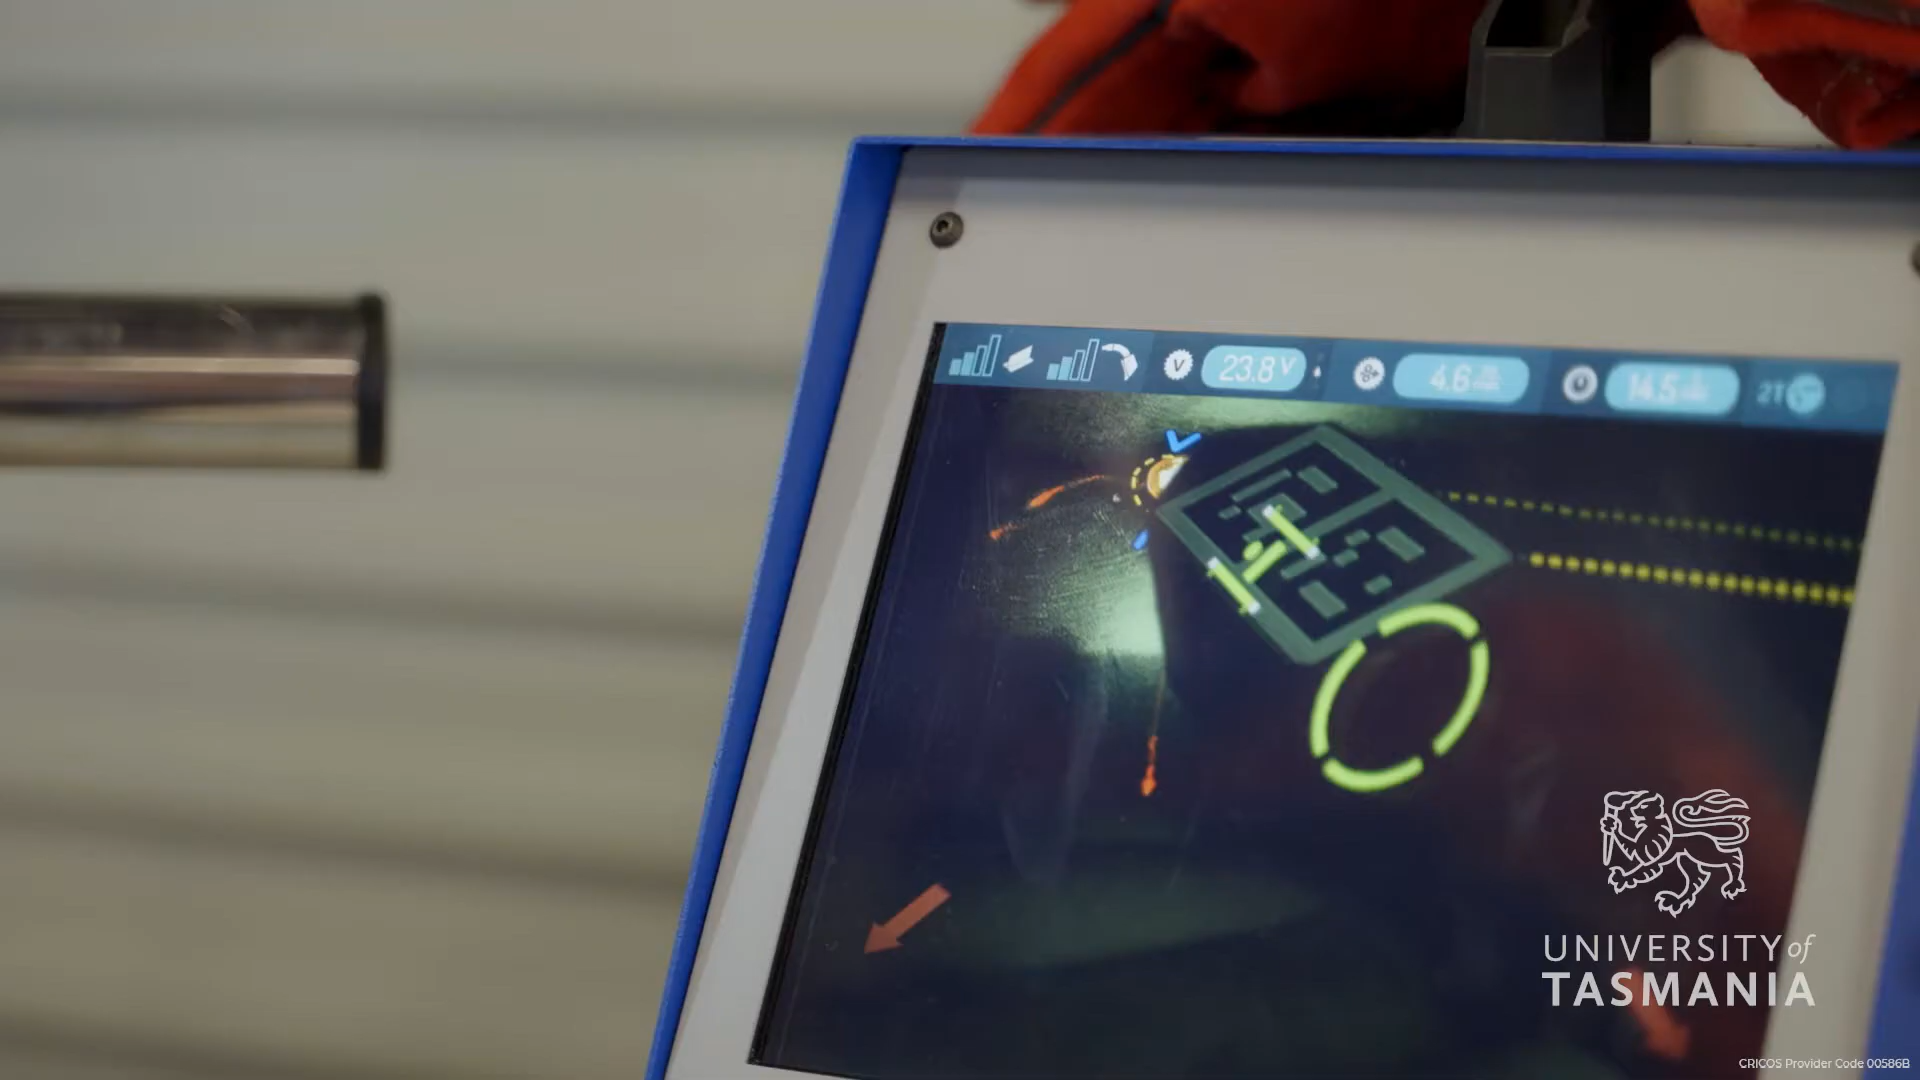 V 23.8 V 4.6 14.5 2T
UNIVERSITY of
TASMANIA
CRICOS Provider Code 00586B